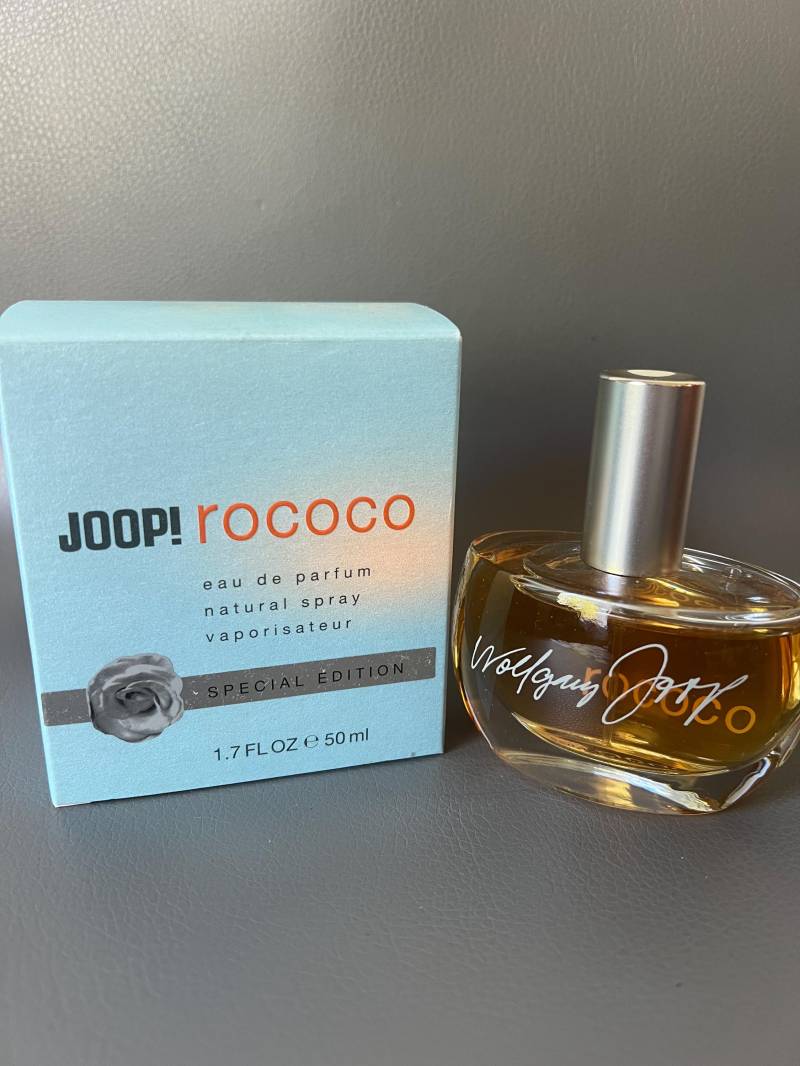 JOOP! rococo
eau de parfum
natural spray
vaporisateur
SPECIAL EDITION
1.7 FL OZ ℮ 50 ml
Wolfgang Joop
rococo